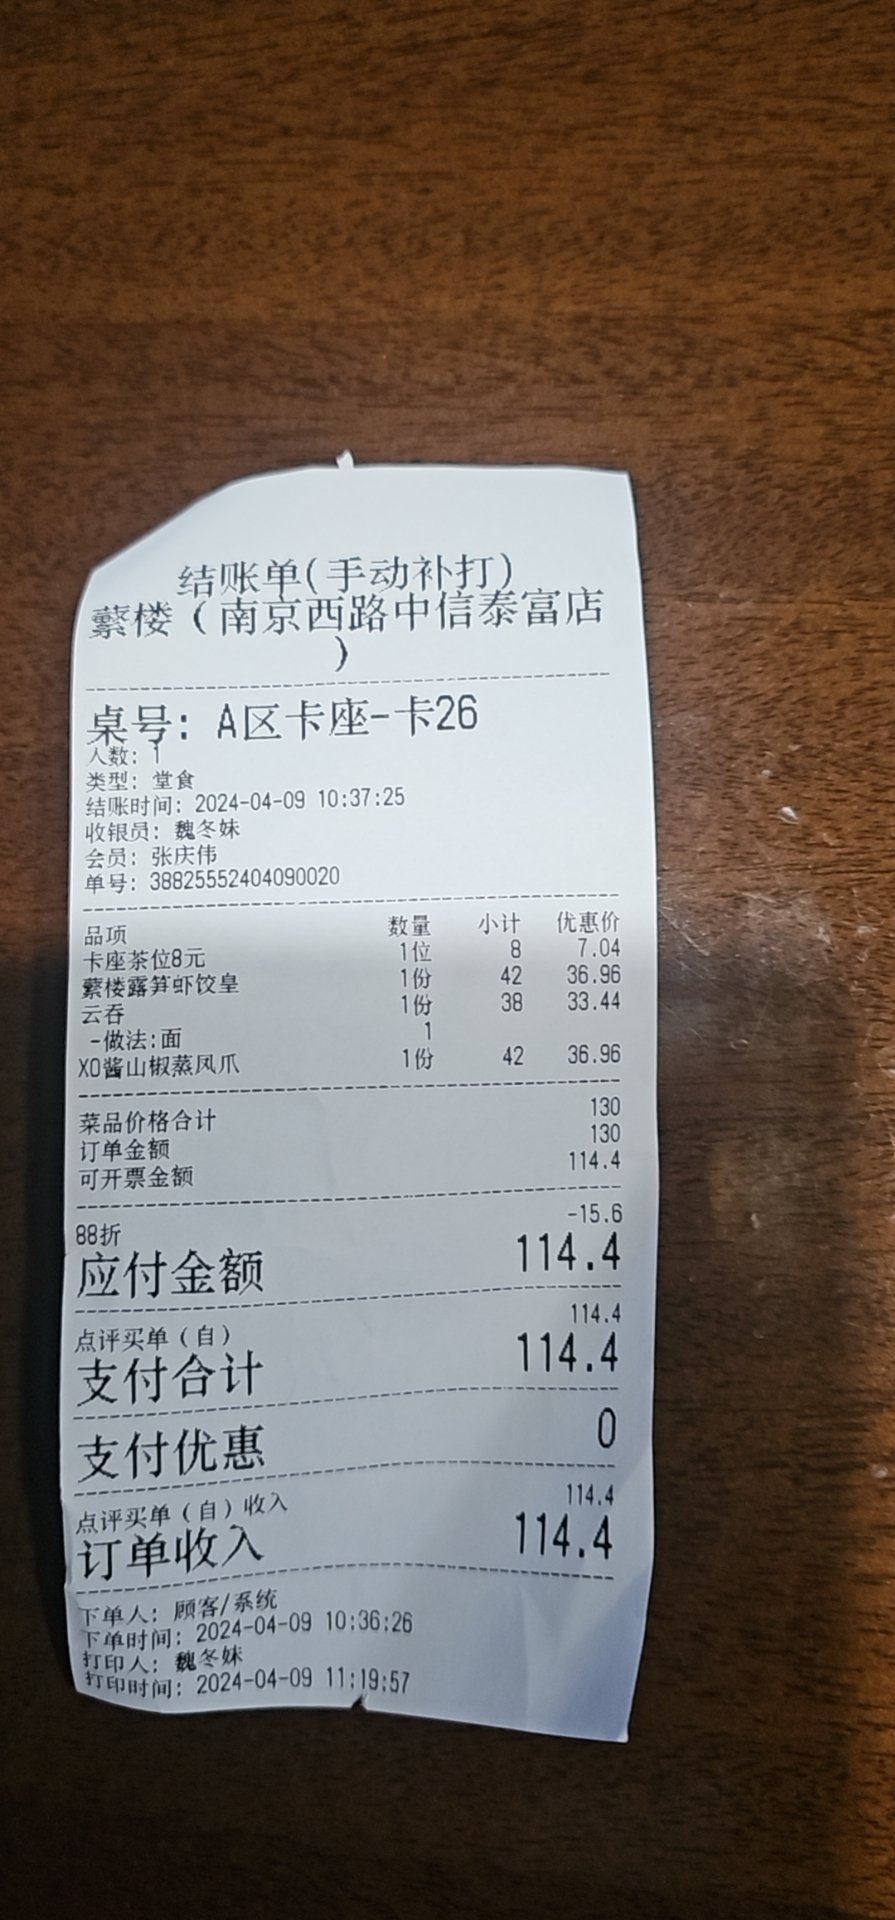 结账单(手动补打)
蘩楼（南京西路中信泰富店
）
桌号: A区卡座-卡26
人数: 1
类型: 堂食
结账时间: 2024-04-09 10:37:25
收银员: 魏冬妹
会员: 张庆伟
单号: 38825552404090020
品项 数量 小计 优惠价
卡座茶位8元 1位 8 7.04
蘩楼露笋虾饺皇 1份 42 36.96
云吞 1份 38 33.44
-做法:面 1
XO酱山椒蒸凤爪 1份 42 36.96
菜品价格合计 130
订单金额 130
可开票金额 114.4
88折 -15.6
应付金额 114.4
点评买单（自） 114.4
支付合计 114.4
支付优惠 0
点评买单（自）收入 114.4
订单收入 114.4
下单人: 顾客/系统
下单时间: 2024-04-09 10:36:26
打印人: 魏冬妹
打印时间: 2024-04-09 11:19:57